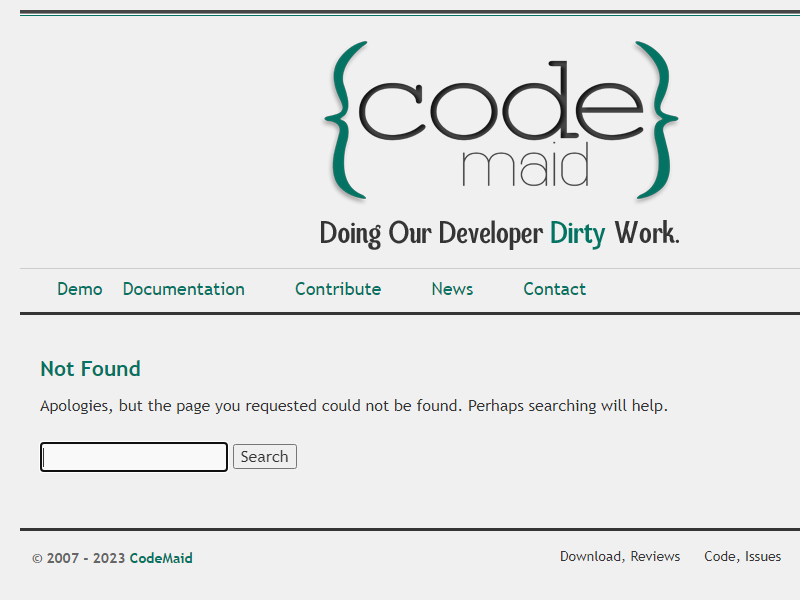 {code}
maid
Doing Our Developer Dirty Work.
Demo Documentation Contribute News Contact
Not Found
Apologies, but the page you requested could not be found. Perhaps searching will help.
Search
© 2007 - 2023 CodeMaid
Download, Reviews Code, Issues